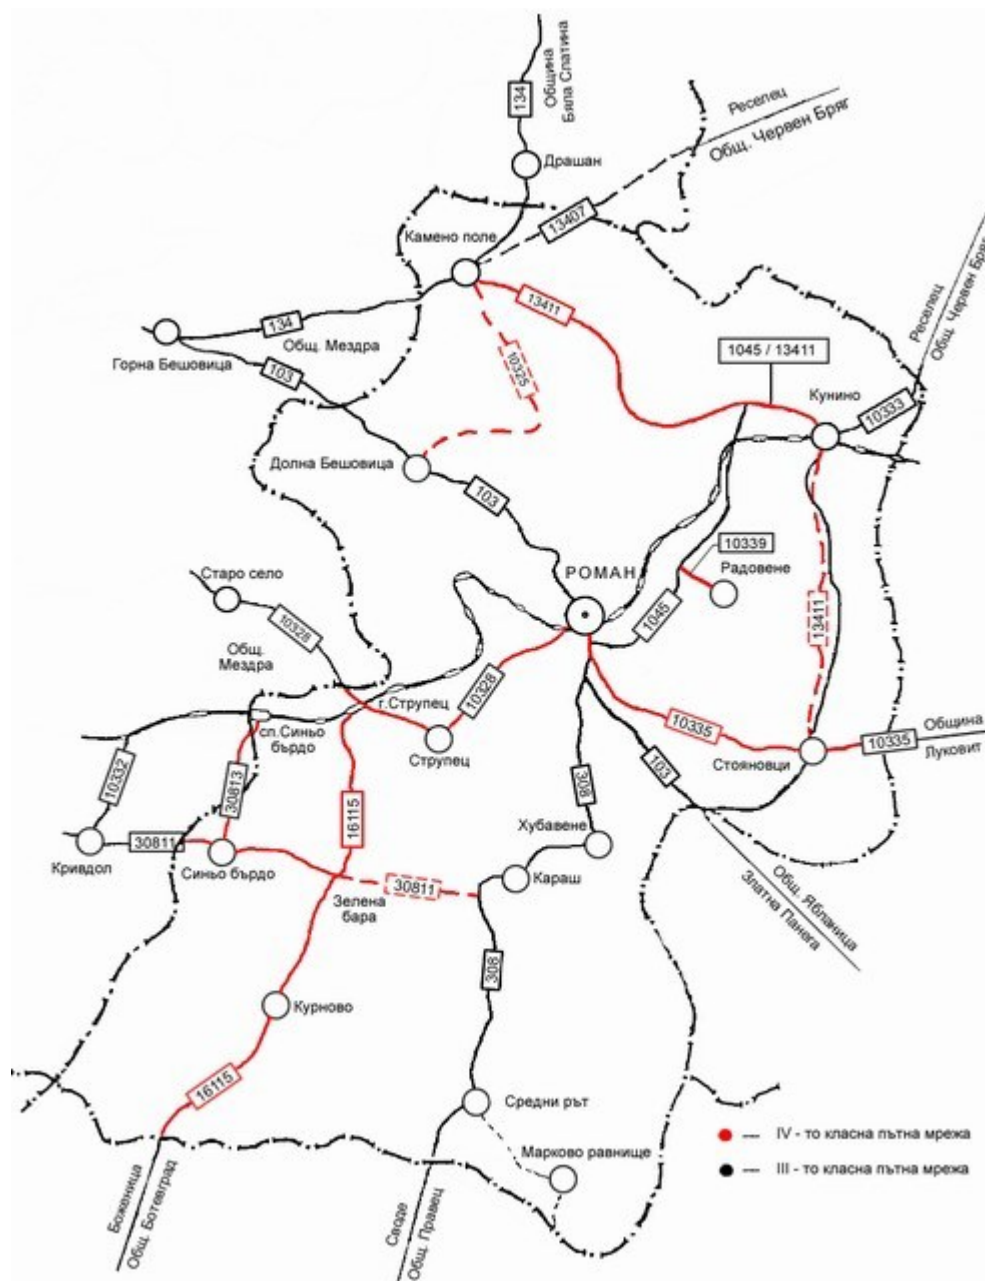 134
Община
Бяла Слатина
Реселец
Общ. Червен Бряг
Драшан
13407
Камено поле
13411
134
Общ. Мездра
Горна Бешовица
103
10325
1045 / 13411
Кунино
10333
Реселец
Общ. Червен Бряг
Долна Бешовица
103
10339
Радовене
РОМАН
Старо село
10328
1045
13411
Общ.
Мездра
г.Струпец
10328
сп.Синьо
бърдо
Струпец
10335
Стояновци
10335
Община
Луковит
10332
30813
103
308
16115
Хубавене
30811
Кривдол
Синьо бърдо
30811
Караш
Зелена
бара
Общ. Ябланица
Златна Панега
308
Курново
16115
Средни рът
Марково равнище
IV - то класна пътна мрежа
III - то класна пътна мрежа
Боженица
Общ. Ботевград
Своде
Общ. Правец